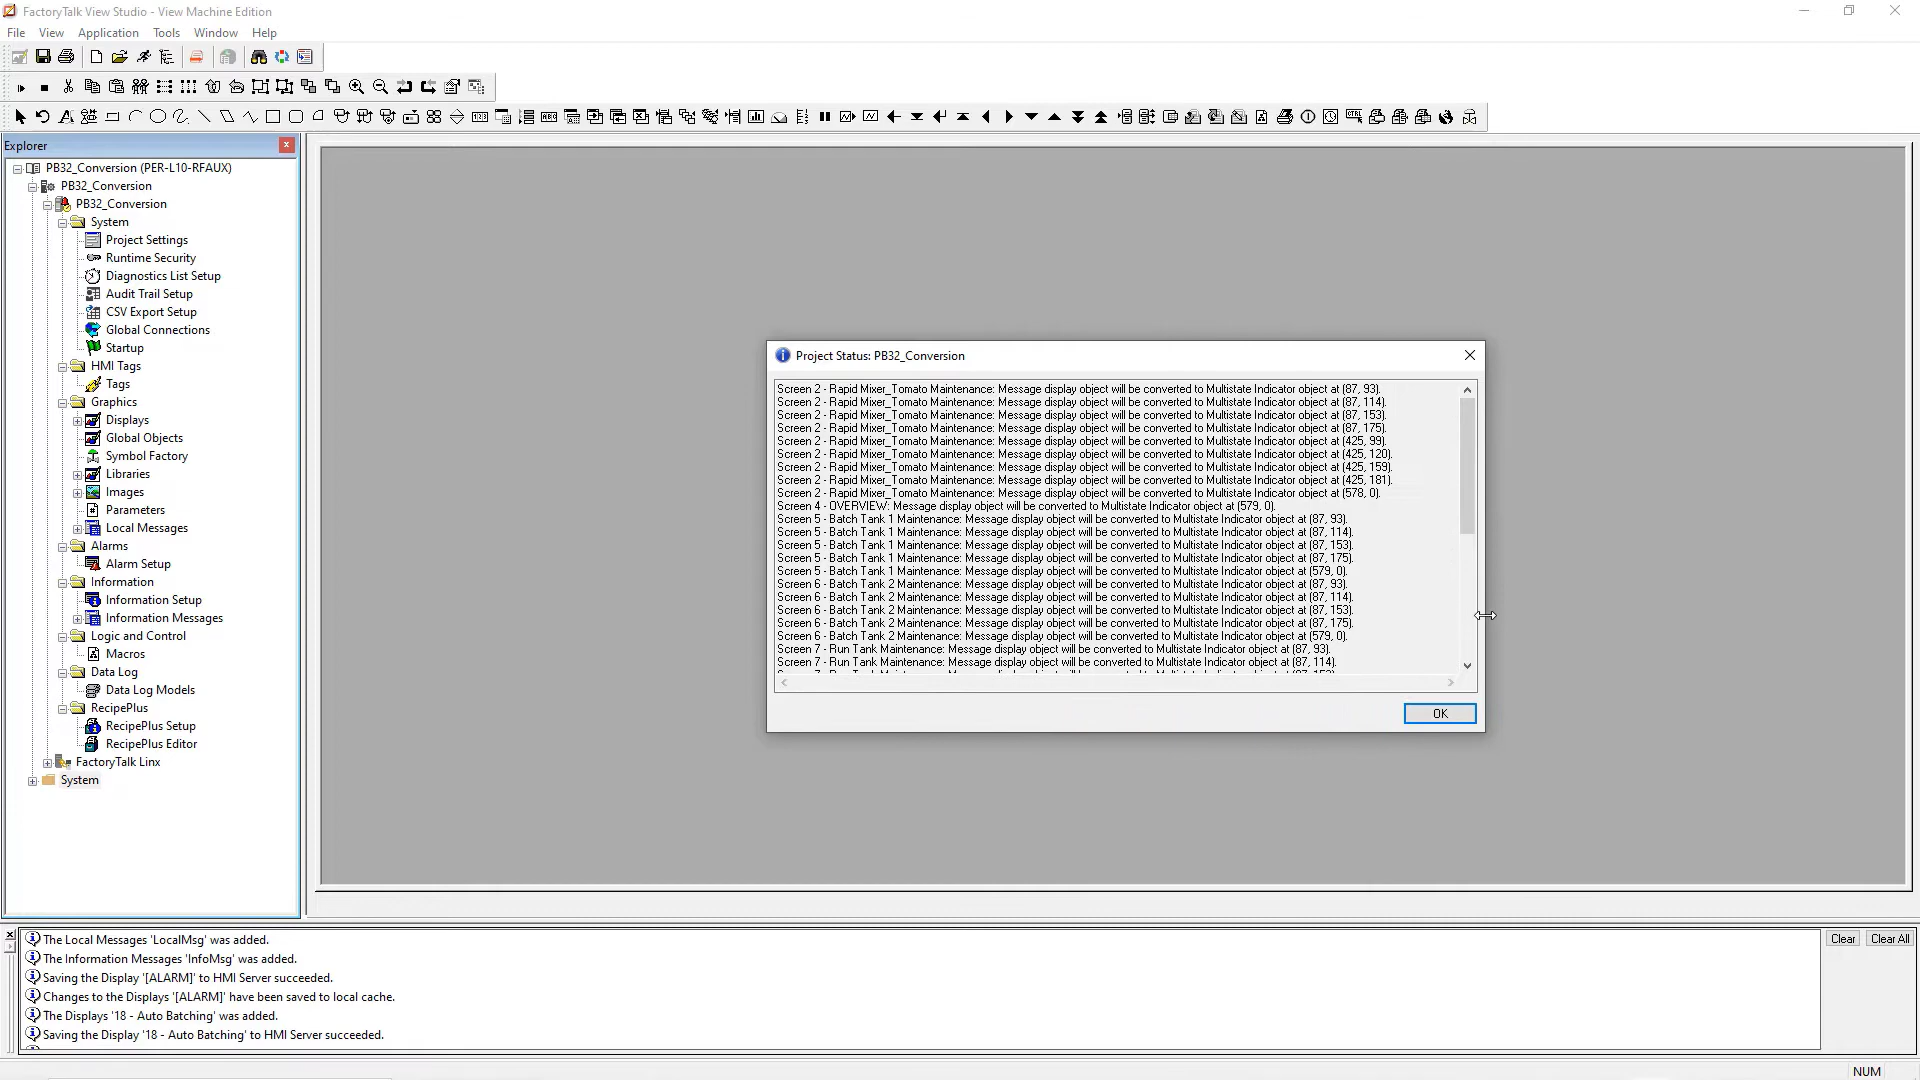 FactoryTalk View Studio - View Machine Edition
File View Application Tools Window Help
Explorer
PB32_Conversion (PER-L10-RFAUX)
PB32_Conversion
PB32_Conversion
System
Project Settings
Runtime Security
Diagnostics List Setup
Audit Trail Setup
CSV Export Setup
Global Connections
Startup
HMI Tags
Tags
Graphics
Displays
Global Objects
Symbol Factory
Libraries
Images
Parameters
Local Messages
Alarms
Alarm Setup
Information
Information Setup
Information Messages
Logic and Control
Macros
Data Log
Data Log Models
RecipePlus
RecipePlus Setup
RecipePlus Editor
FactoryTalk Linx
System
Project Status: PB32_Conversion
Screen 2 - Rapid Mixer_Tomato Maintenance: Message display object will be converted to Multistate Indicator object at (87, 93).
Screen 2 - Rapid Mixer_Tomato Maintenance: Message display object will be converted to Multistate Indicator object at (87, 114).
Screen 2 - Rapid Mixer_Tomato Maintenance: Message display object will be converted to Multistate Indicator object at (87, 153).
Screen 2 - Rapid Mixer_Tomato Maintenance: Message display object will be converted to Multistate Indicator object at (87, 175).
Screen 2 - Rapid Mixer_Tomato Maintenance: Message display object will be converted to Multistate Indicator object at (425, 99).
Screen 2 - Rapid Mixer_Tomato Maintenance: Message display object will be converted to Multistate Indicator object at (425, 120).
Screen 2 - Rapid Mixer_Tomato Maintenance: Message display object will be converted to Multistate Indicator object at (425, 159).
Screen 2 - Rapid Mixer_Tomato Maintenance: Message display object will be converted to Multistate Indicator object at (425, 181).
Screen 2 - Rapid Mixer_Tomato Maintenance: Message display object will be converted to Multistate Indicator object at (578, 0).
Screen 4 - OVERVIEW: Message display object will be converted to Multistate Indicator object at (579, 0).
Screen 5 - Batch Tank 1 Maintenance: Message display object will be converted to Multistate Indicator object at (87, 93).
Screen 5 - Batch Tank 1 Maintenance: Message display object will be converted to Multistate Indicator object at (87, 114).
Screen 5 - Batch Tank 1 Maintenance: Message display object will be converted to Multistate Indicator object at (87, 153).
Screen 5 - Batch Tank 1 Maintenance: Message display object will be converted to Multistate Indicator object at (87, 175).
Screen 5 - Batch Tank 1 Maintenance: Message display object will be converted to Multistate Indicator object at (579, 0).
Screen 6 - Batch Tank 2 Maintenance: Message display object will be converted to Multistate Indicator object at (87, 93).
Screen 6 - Batch Tank 2 Maintenance: Message display object will be converted to Multistate Indicator object at (87, 114).
Screen 6 - Batch Tank 2 Maintenance: Message display object will be converted to Multistate Indicator object at (87, 153).
Screen 6 - Batch Tank 2 Maintenance: Message display object will be converted to Multistate Indicator object at (87, 175).
Screen 6 - Batch Tank 2 Maintenance: Message display object will be converted to Multistate Indicator object at (579, 0).
Screen 7 - Run Tank Maintenance: Message display object will be converted to Multistate Indicator object at (87, 93).
Screen 7 - Run Tank Maintenance: Message display object will be converted to Multistate Indicator object at (87, 114).
OK
The Local Messages 'LocalMsg' was added.
The Information Messages 'InfoMsg' was added.
Saving the Display '[ALARM]' to HMI Server succeeded.
Changes to the Displays '[ALARM]' have been saved to local cache.
The Displays '18 - Auto Batching' was added.
Saving the Display '18 - Auto Batching' to HMI Server succeeded.
Clear Clear All
NUM